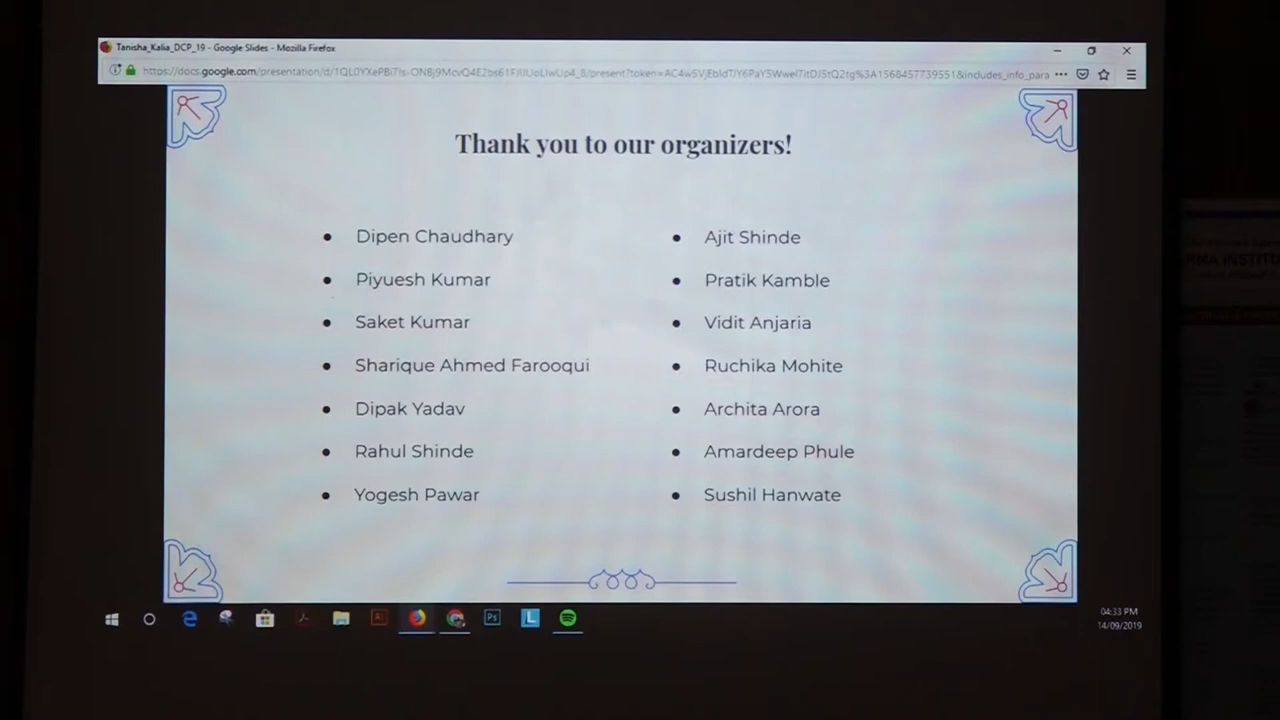 Tanisha_Kalia_DCP_19 - Google Slides - Mozilla Firefox
Thank you to our organizers!
Dipen Chaudhary
Piyuesh Kumar
Saket Kumar
Sharique Ahmed Farooqui
Dipak Yadav
Rahul Shinde
Yogesh Pawar
Ajit Shinde
Pratik Kamble
Vidit Anjaria
Ruchika Mohite
Archita Arora
Amardeep Phule
Sushil Hanwate
Ps
L
04:33 PM
14/09/2019